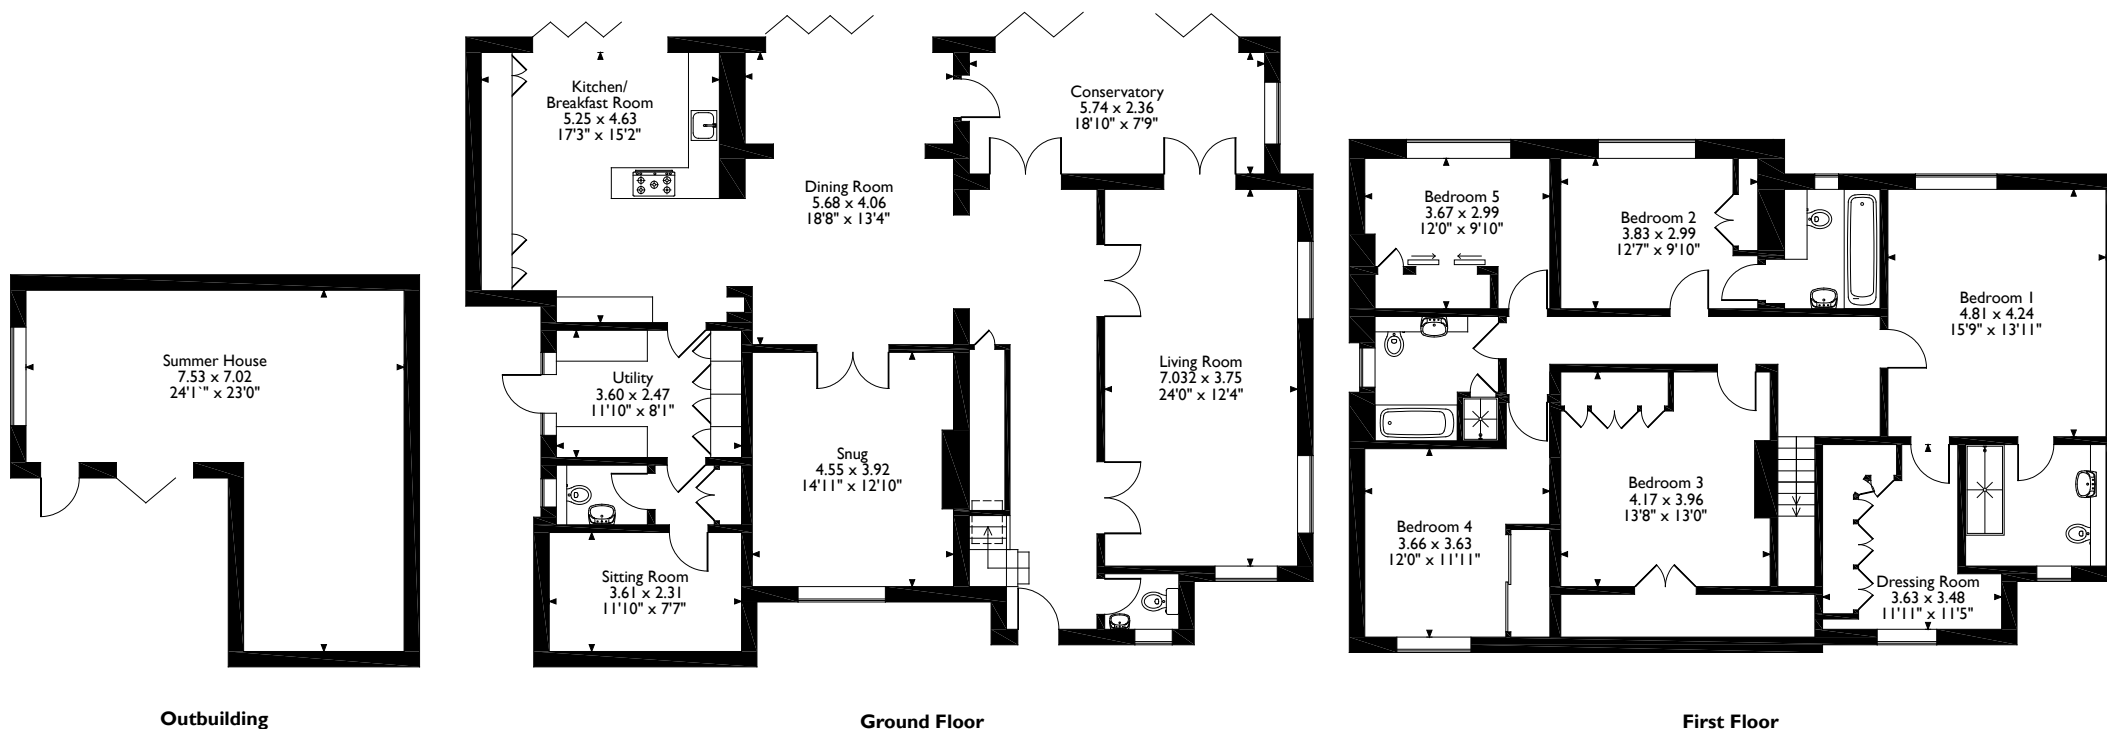 Kitchen/
Breakfast Room
5.25 x 4.63
17'3" x 15'2"
Conservatory
5.74 x 2.36
18'10" x 7'9"
Dining Room
5.68 x 4.06
18'8" x 13'4"
Summer House
7.53 x 7.02
24'1`" x 23'0"
Utility
3.60 x 2.47
11'10" x 8'1"
Living Room
7.032 x 3.75
24'0" x 12'4"
Snug
4.55 x 3.92
14'11" x 12'10"
Sitting Room
3.61 x 2.31
11'10" x 7'7"
Bedroom 5
3.67 x 2.99
12'0" x 9'10"
Bedroom 2
3.83 x 2.99
12'7" x 9'10"
Bedroom 1
4.81 x 4.24
15'9" x 13'11"
Bedroom 3
4.17 x 3.96
13'8" x 13'0"
Bedroom 4
3.66 x 3.63
12'0" x 11'11"
Dressing Room
3.63 x 3.48
11'11" x 11'5"
Outbuilding
Ground Floor
First Floor